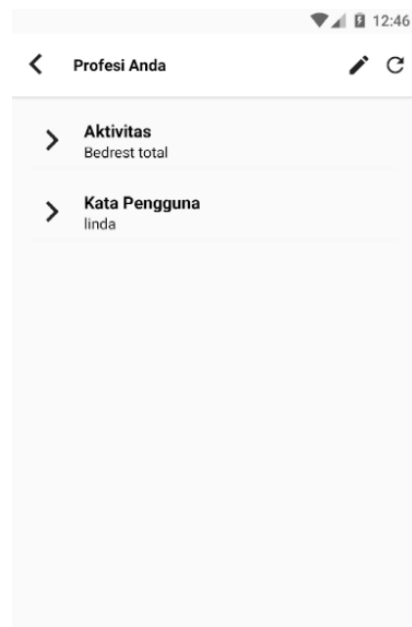 12:46
Profesi Anda
Aktivitas
Bedrest total
Kata Pengguna
linda